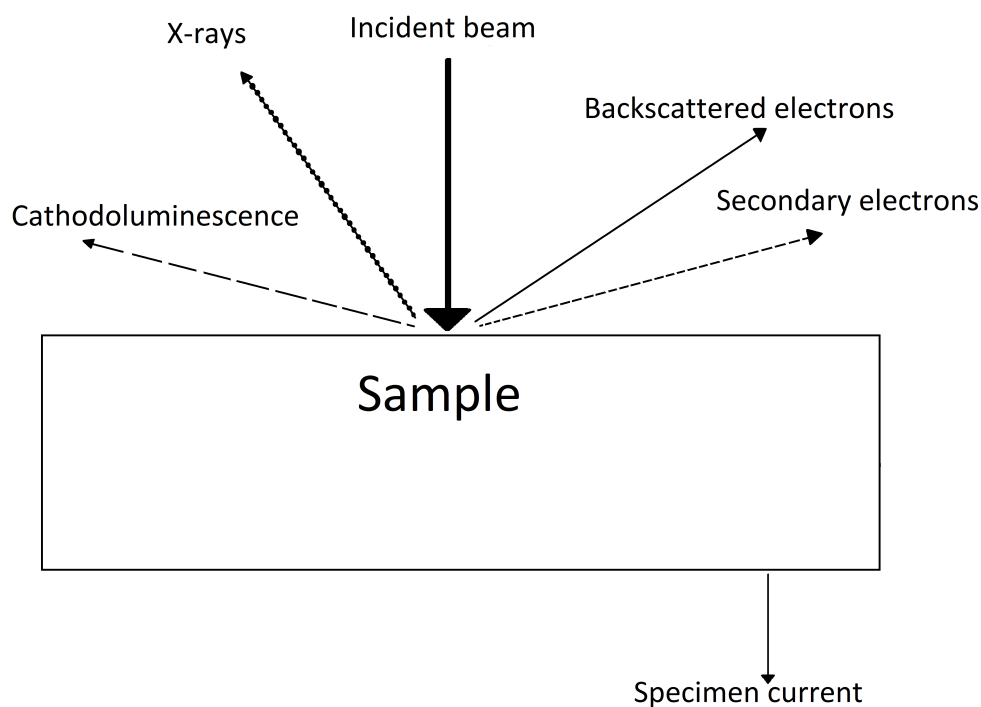 X-rays
Incident beam
Backscattered electrons
Cathodoluminescence
Secondary electrons
Sample
Specimen current